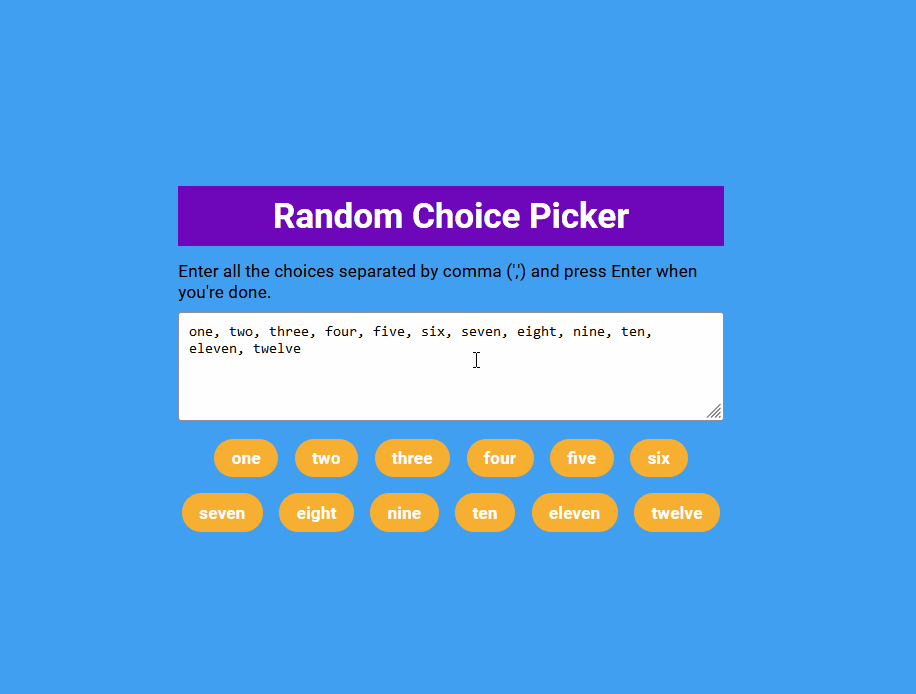 Random Choice Picker
Enter all the choices separated by comma (',') and press Enter when
you're done.
one, two, three, four, five, six, seven, eight, nine, ten,
eleven, twelve
one two three four five six
seven eight nine ten eleven twelve